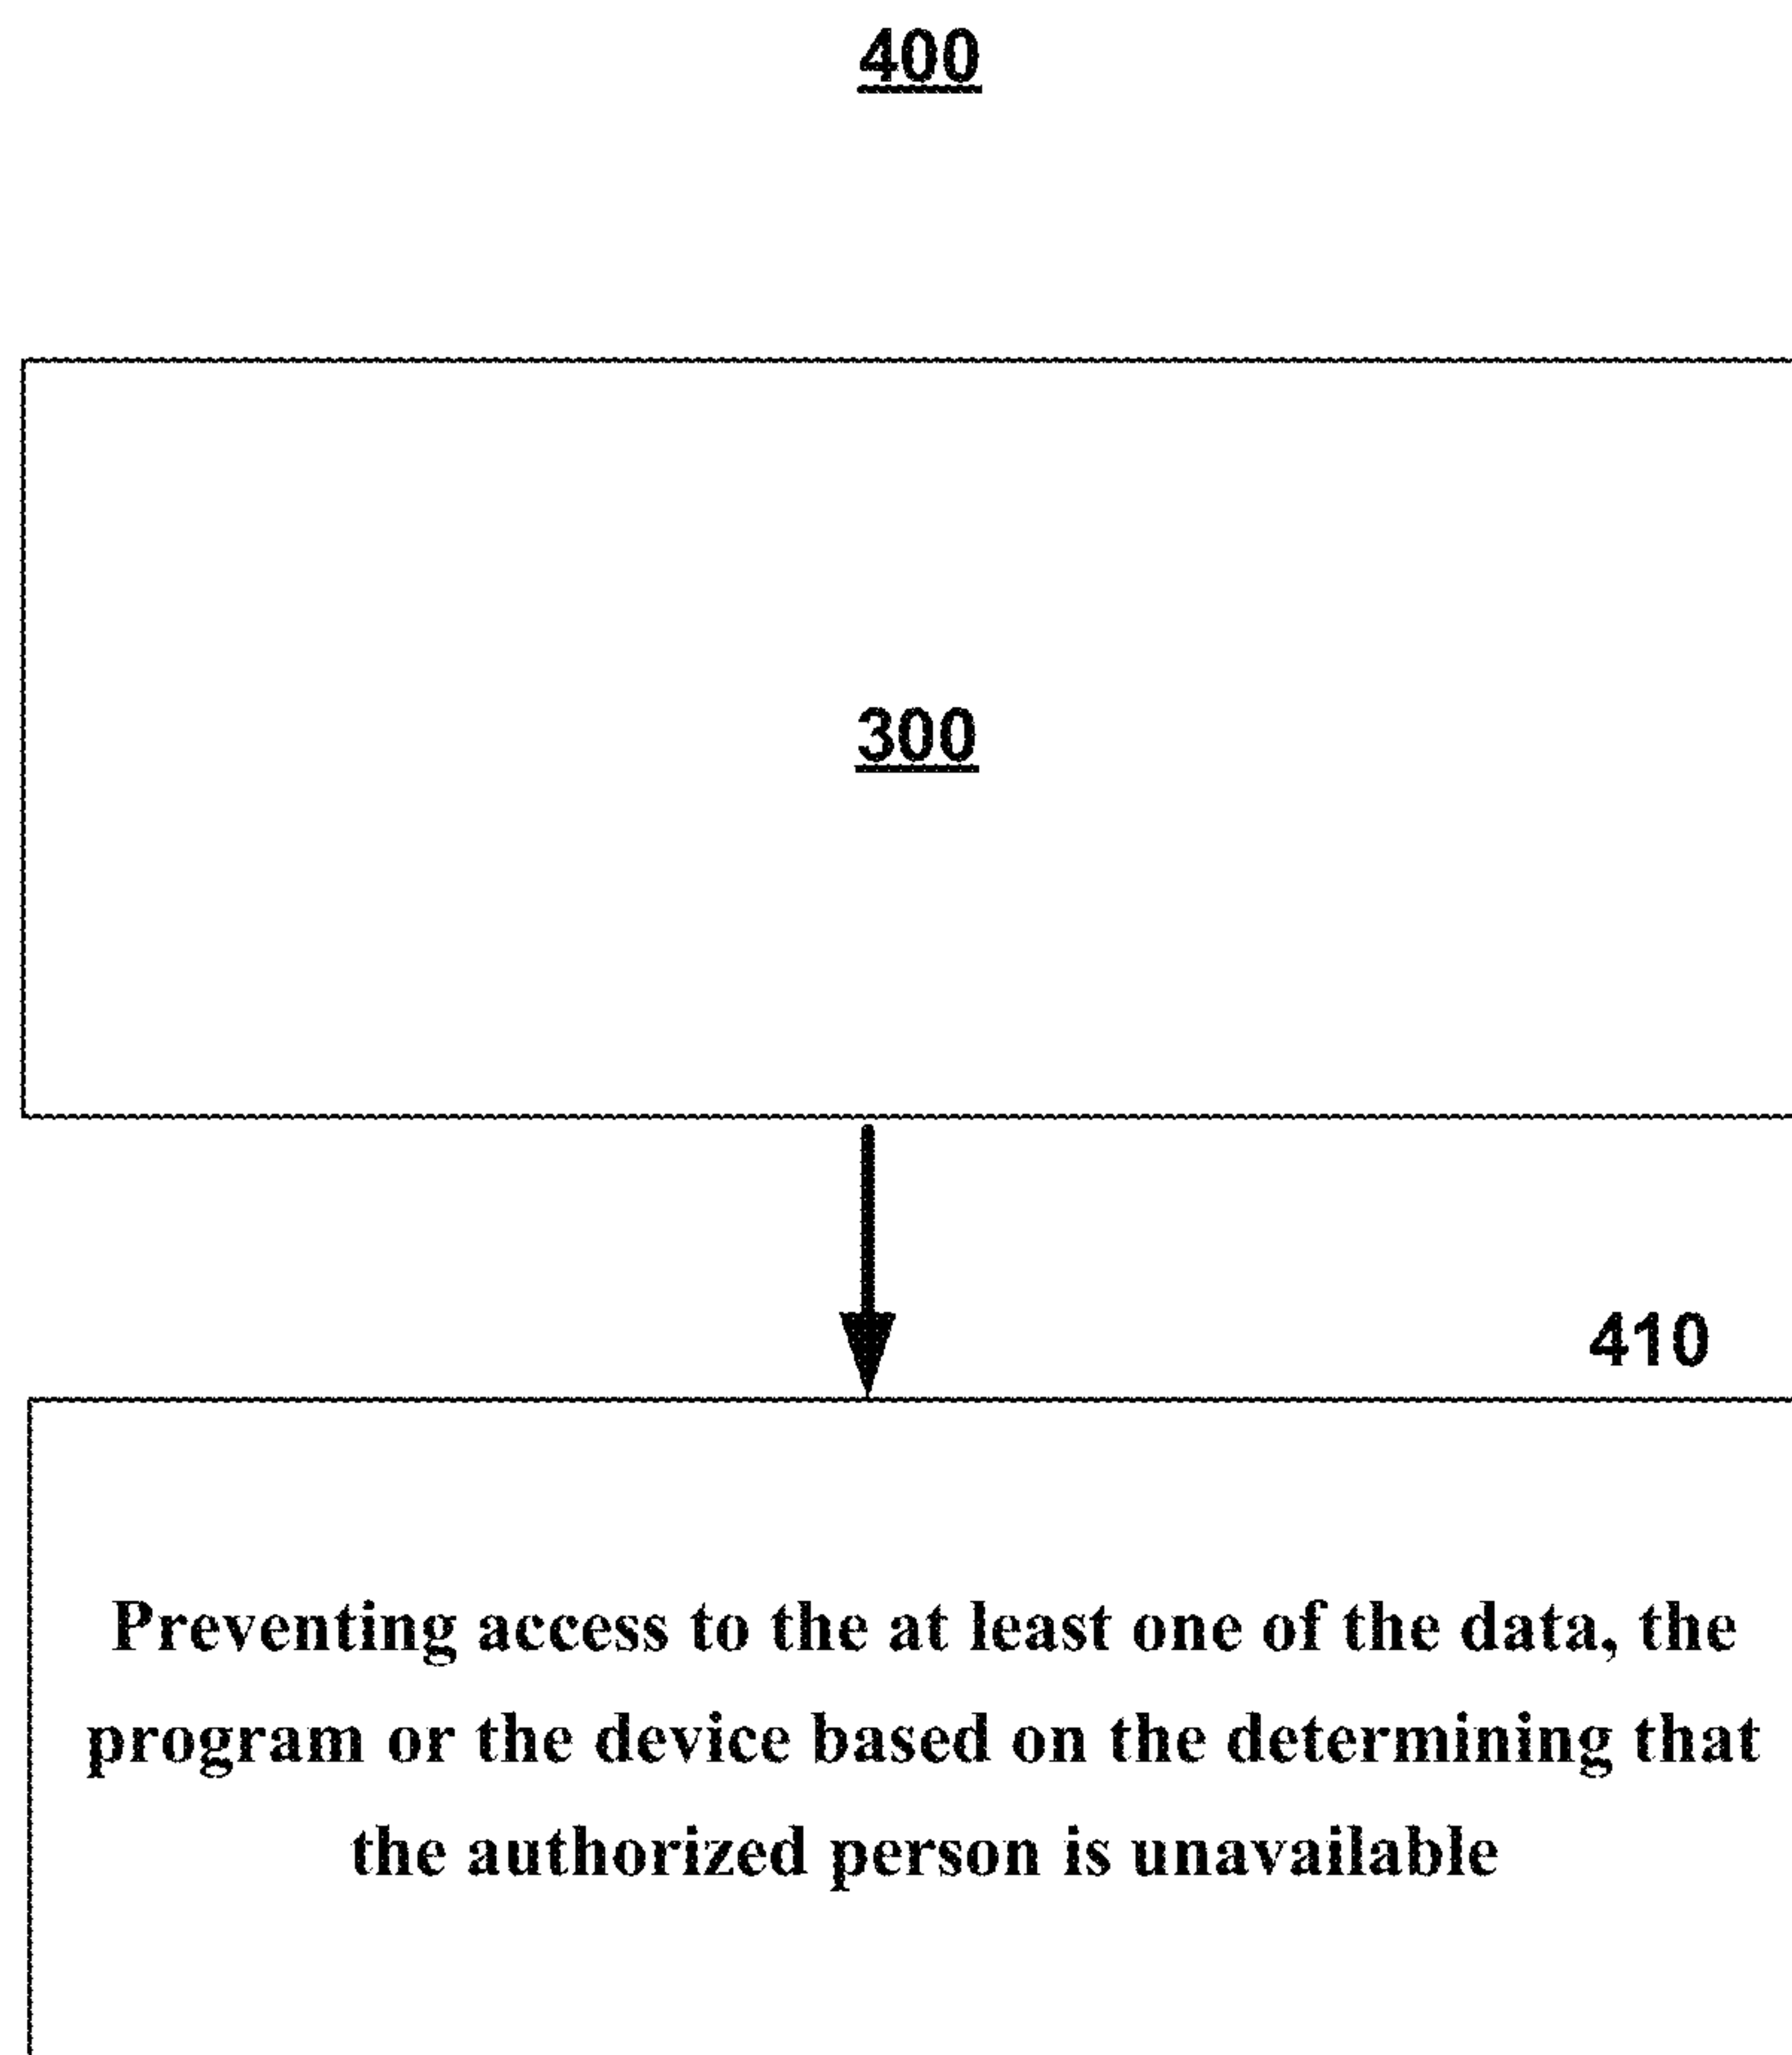 400
300
410
Preventing access to the at least one of the data, the
program or the device based on the determining that
the authorized person is unavailable